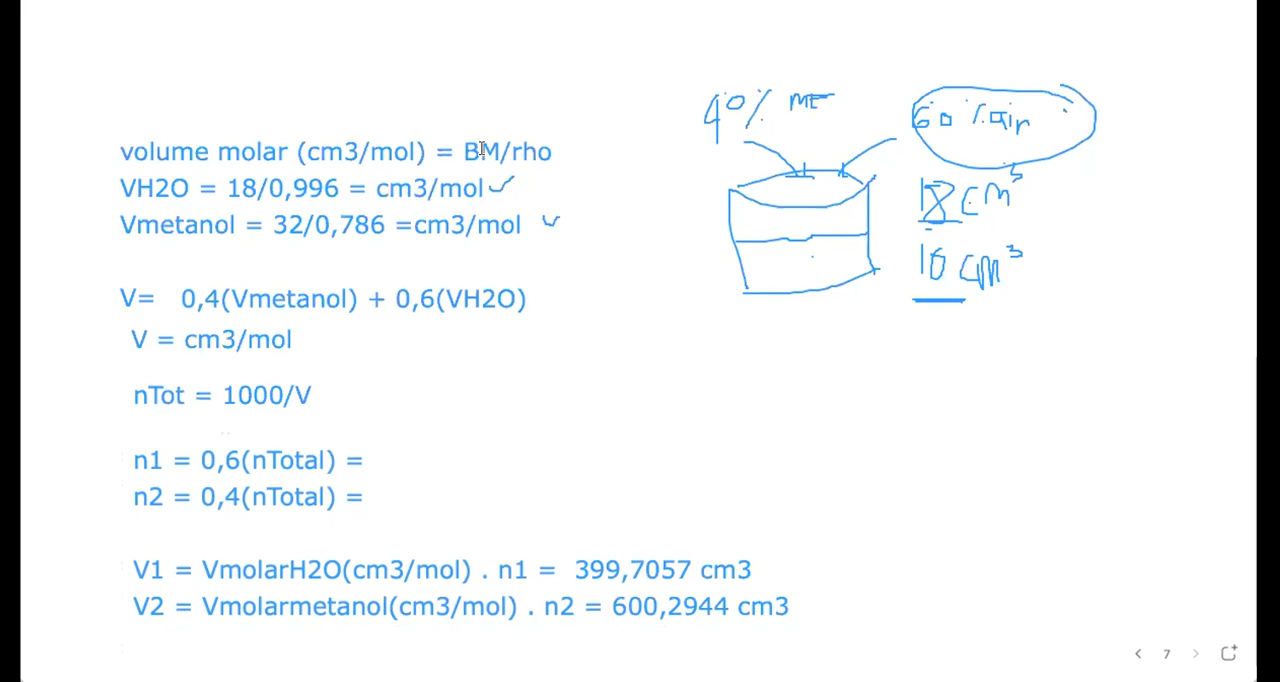 40% ME
60 % air
volume molar (cm3/mol) = BM/rho
VH2O = 18/0,996 = cm3/mol
18 cm³
Vmetanol = 32/0,786 =cm3/mol
10 cm³
V= 0,4(Vmetanol) + 0,6(VH2O)
V = cm3/mol
nTot = 1000/V
n1 = 0,6(nTotal) =
n2 = 0,4(nTotal) =
V1 = VmolarH2O(cm3/mol) . n1 = 399,7057 cm3
V2 = Vmolarmetanol(cm3/mol) . n2 = 600,2944 cm3
7